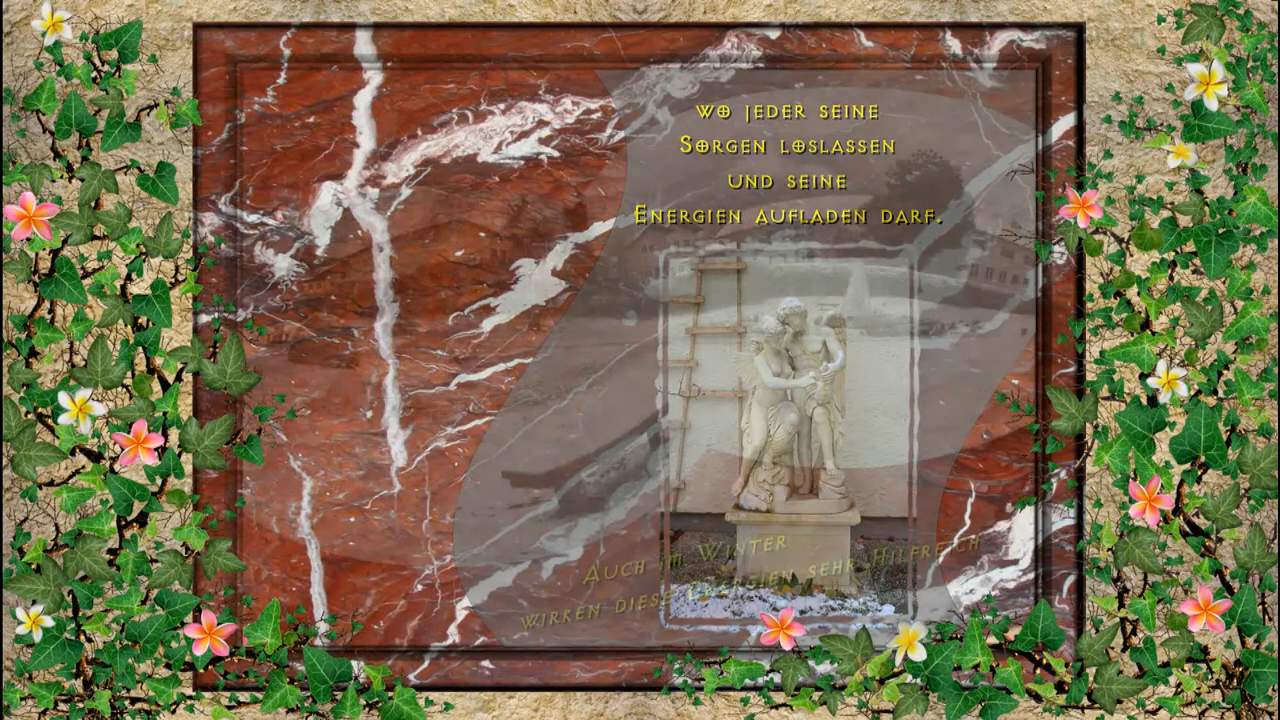 wo jeder seine
Sorgen loslassen
und seine
Energien aufladen darf.
Auch im Winter
wirken diese Energien sehr Hilfreich